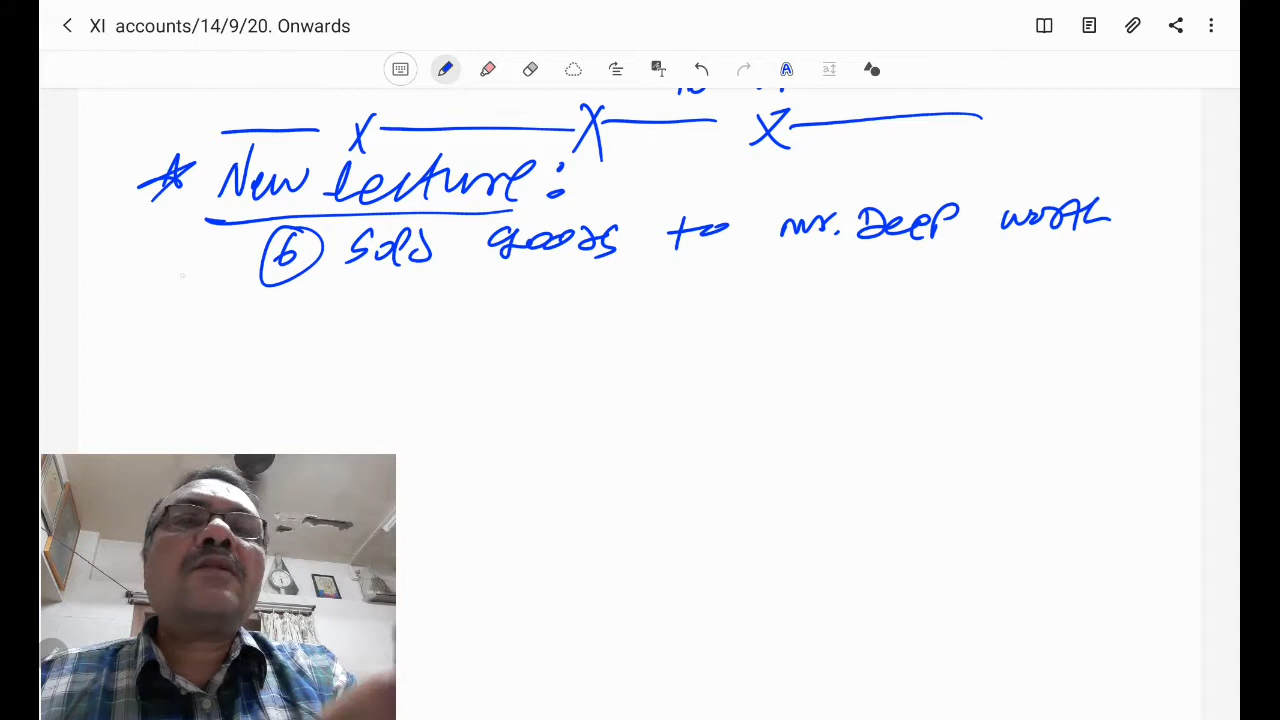 XI accounts/14/9/20. Onwards
X X X
* New lecture:
6 Sold goods to Mr. Deep worth